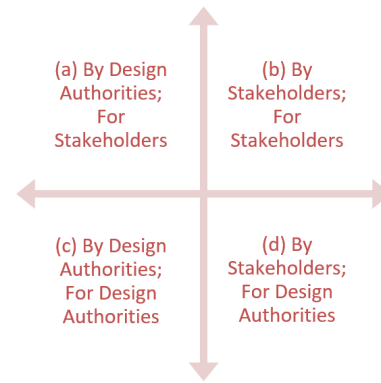 (a) By Design
Authorities;
For
Stakeholders
(b) By
Stakeholders;
For
Stakeholders
(c) By Design
Authorities;
For Design
Authorities
(d) By
Stakeholders;
For Design
Authorities